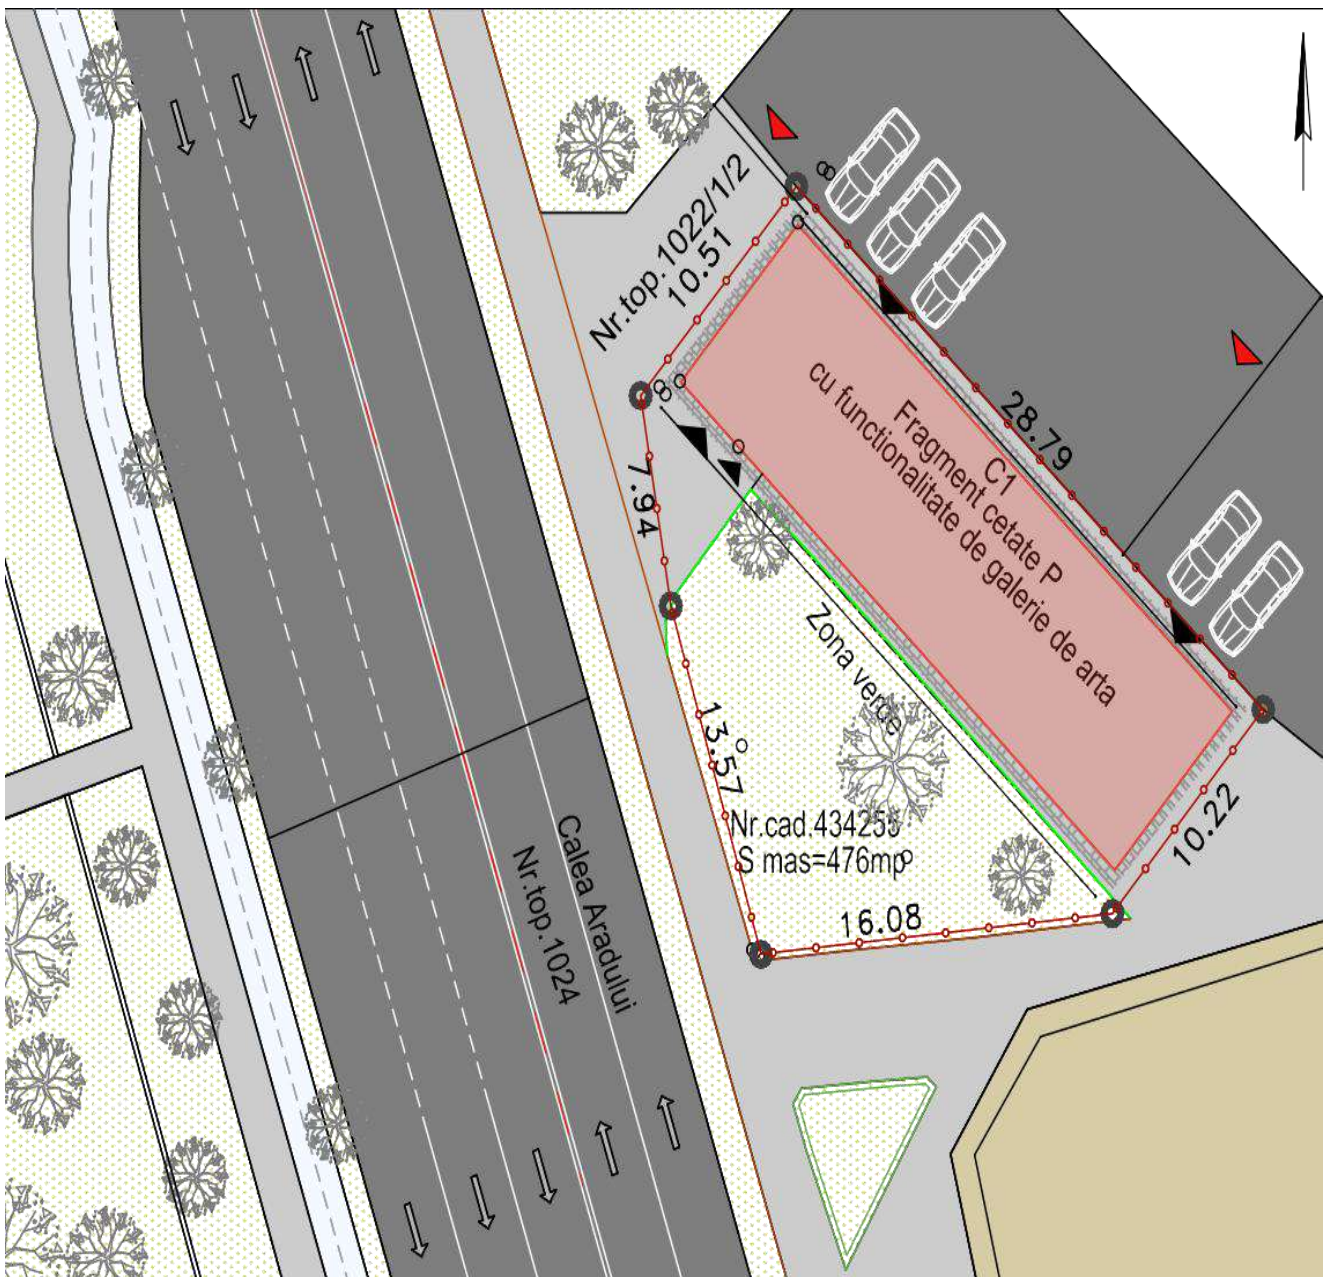 Nr.top.1022/1/2
10.51
28.79
C1
Fragment cetate P
cu functionalitate de galerie de arta
7.94
Zona verde
13.57
Nr.cad.434255
S mas=476mp
10.22
16.08
Calea Aradului
Nr.top.1024